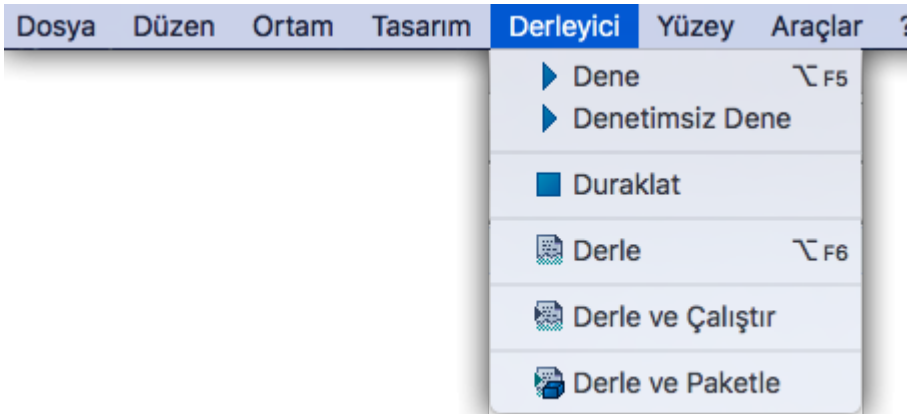 Dosya Düzen Ortam Tasarım Derleyici Yüzey Araçlar ?
Dene ⌥F5
Denetimsiz Dene
Duraklat
Derle ⌥F6
Derle ve Çalıştır
Derle ve Paketle